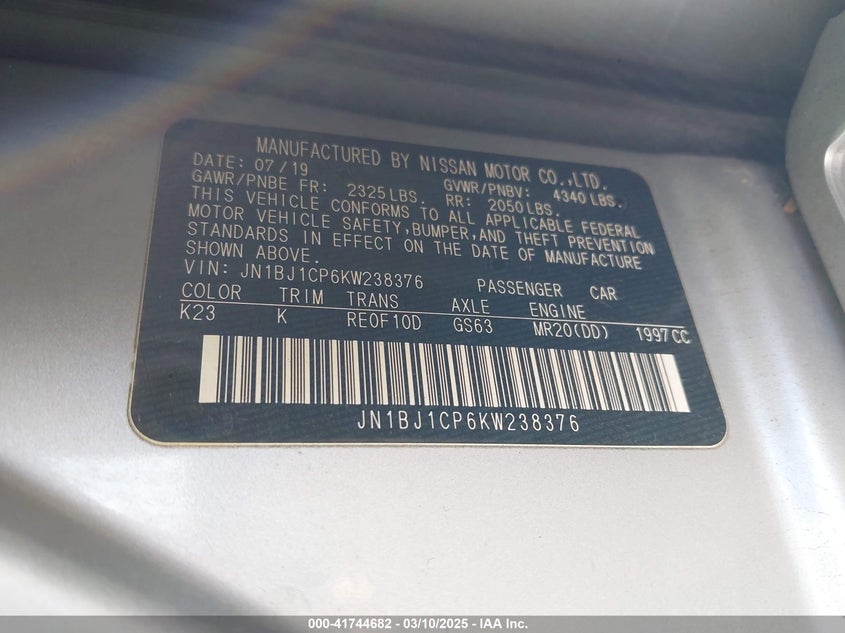 MANUFACTURED BY NISSAN MOTOR CO.,LTD.
DATE: 07/19 GVWR/PNBV: 4340 LBS.
GAWR/PNBE FR: 2325 LBS. RR: 2050 LBS.
THIS VEHICLE CONFORMS TO ALL APPLICABLE FEDERAL
MOTOR VEHICLE SAFETY,BUMPER,AND THEFT PREVENTION
STANDARDS IN EFFECT ON THE DATE OF MANUFACTURE
SHOWN ABOVE.
VIN: JN1BJ1CP6KW238376 PASSENGER CAR
COLOR TRIM TRANS AXLE ENGINE
K23 K RE0F10D GS63 MR20(DD) 1997CC
JN1BJ1CP6KW238376
000-41744682 - 03/10/2025 - IAA Inc.